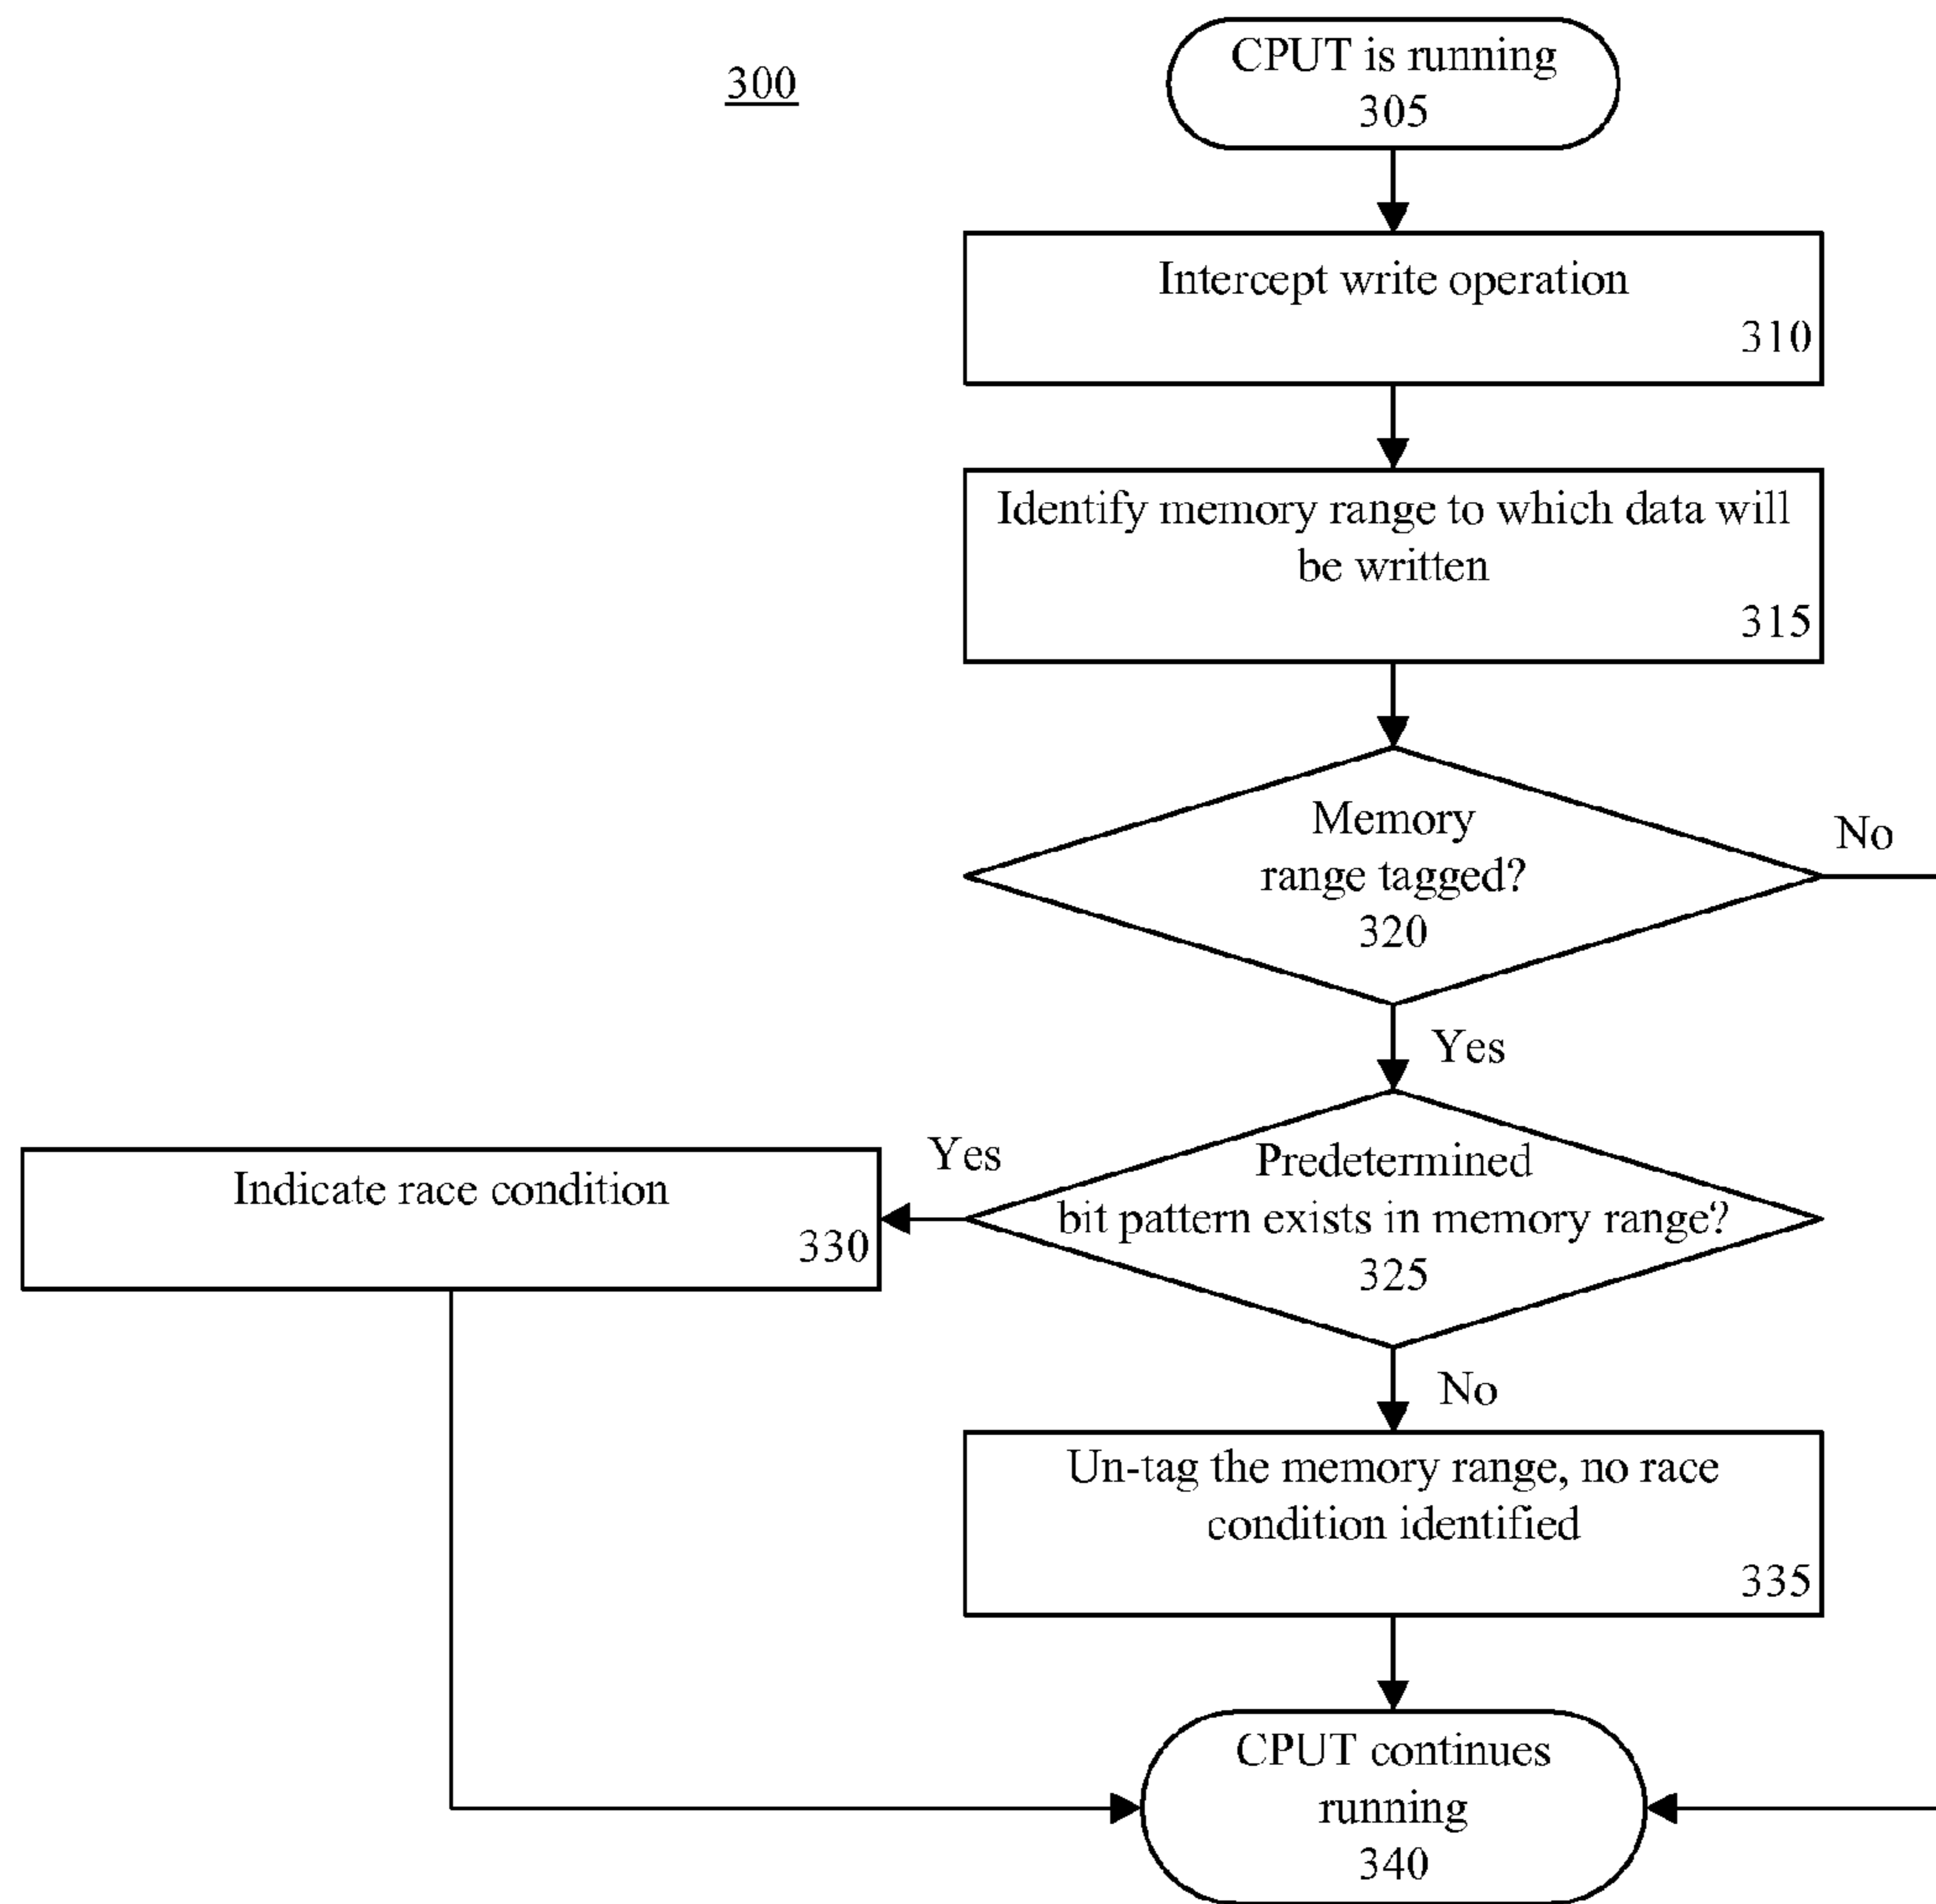 300
CPUT is running
305
Intercept write operation
310
Identify memory range to which data will
be written
315
Memory
range tagged?
320
No
Yes
Predetermined
bit pattern exists in memory range?
325
Yes
Indicate race condition
330
No
Un-tag the memory range, no race
condition identified
335
CPUT continues
running
340